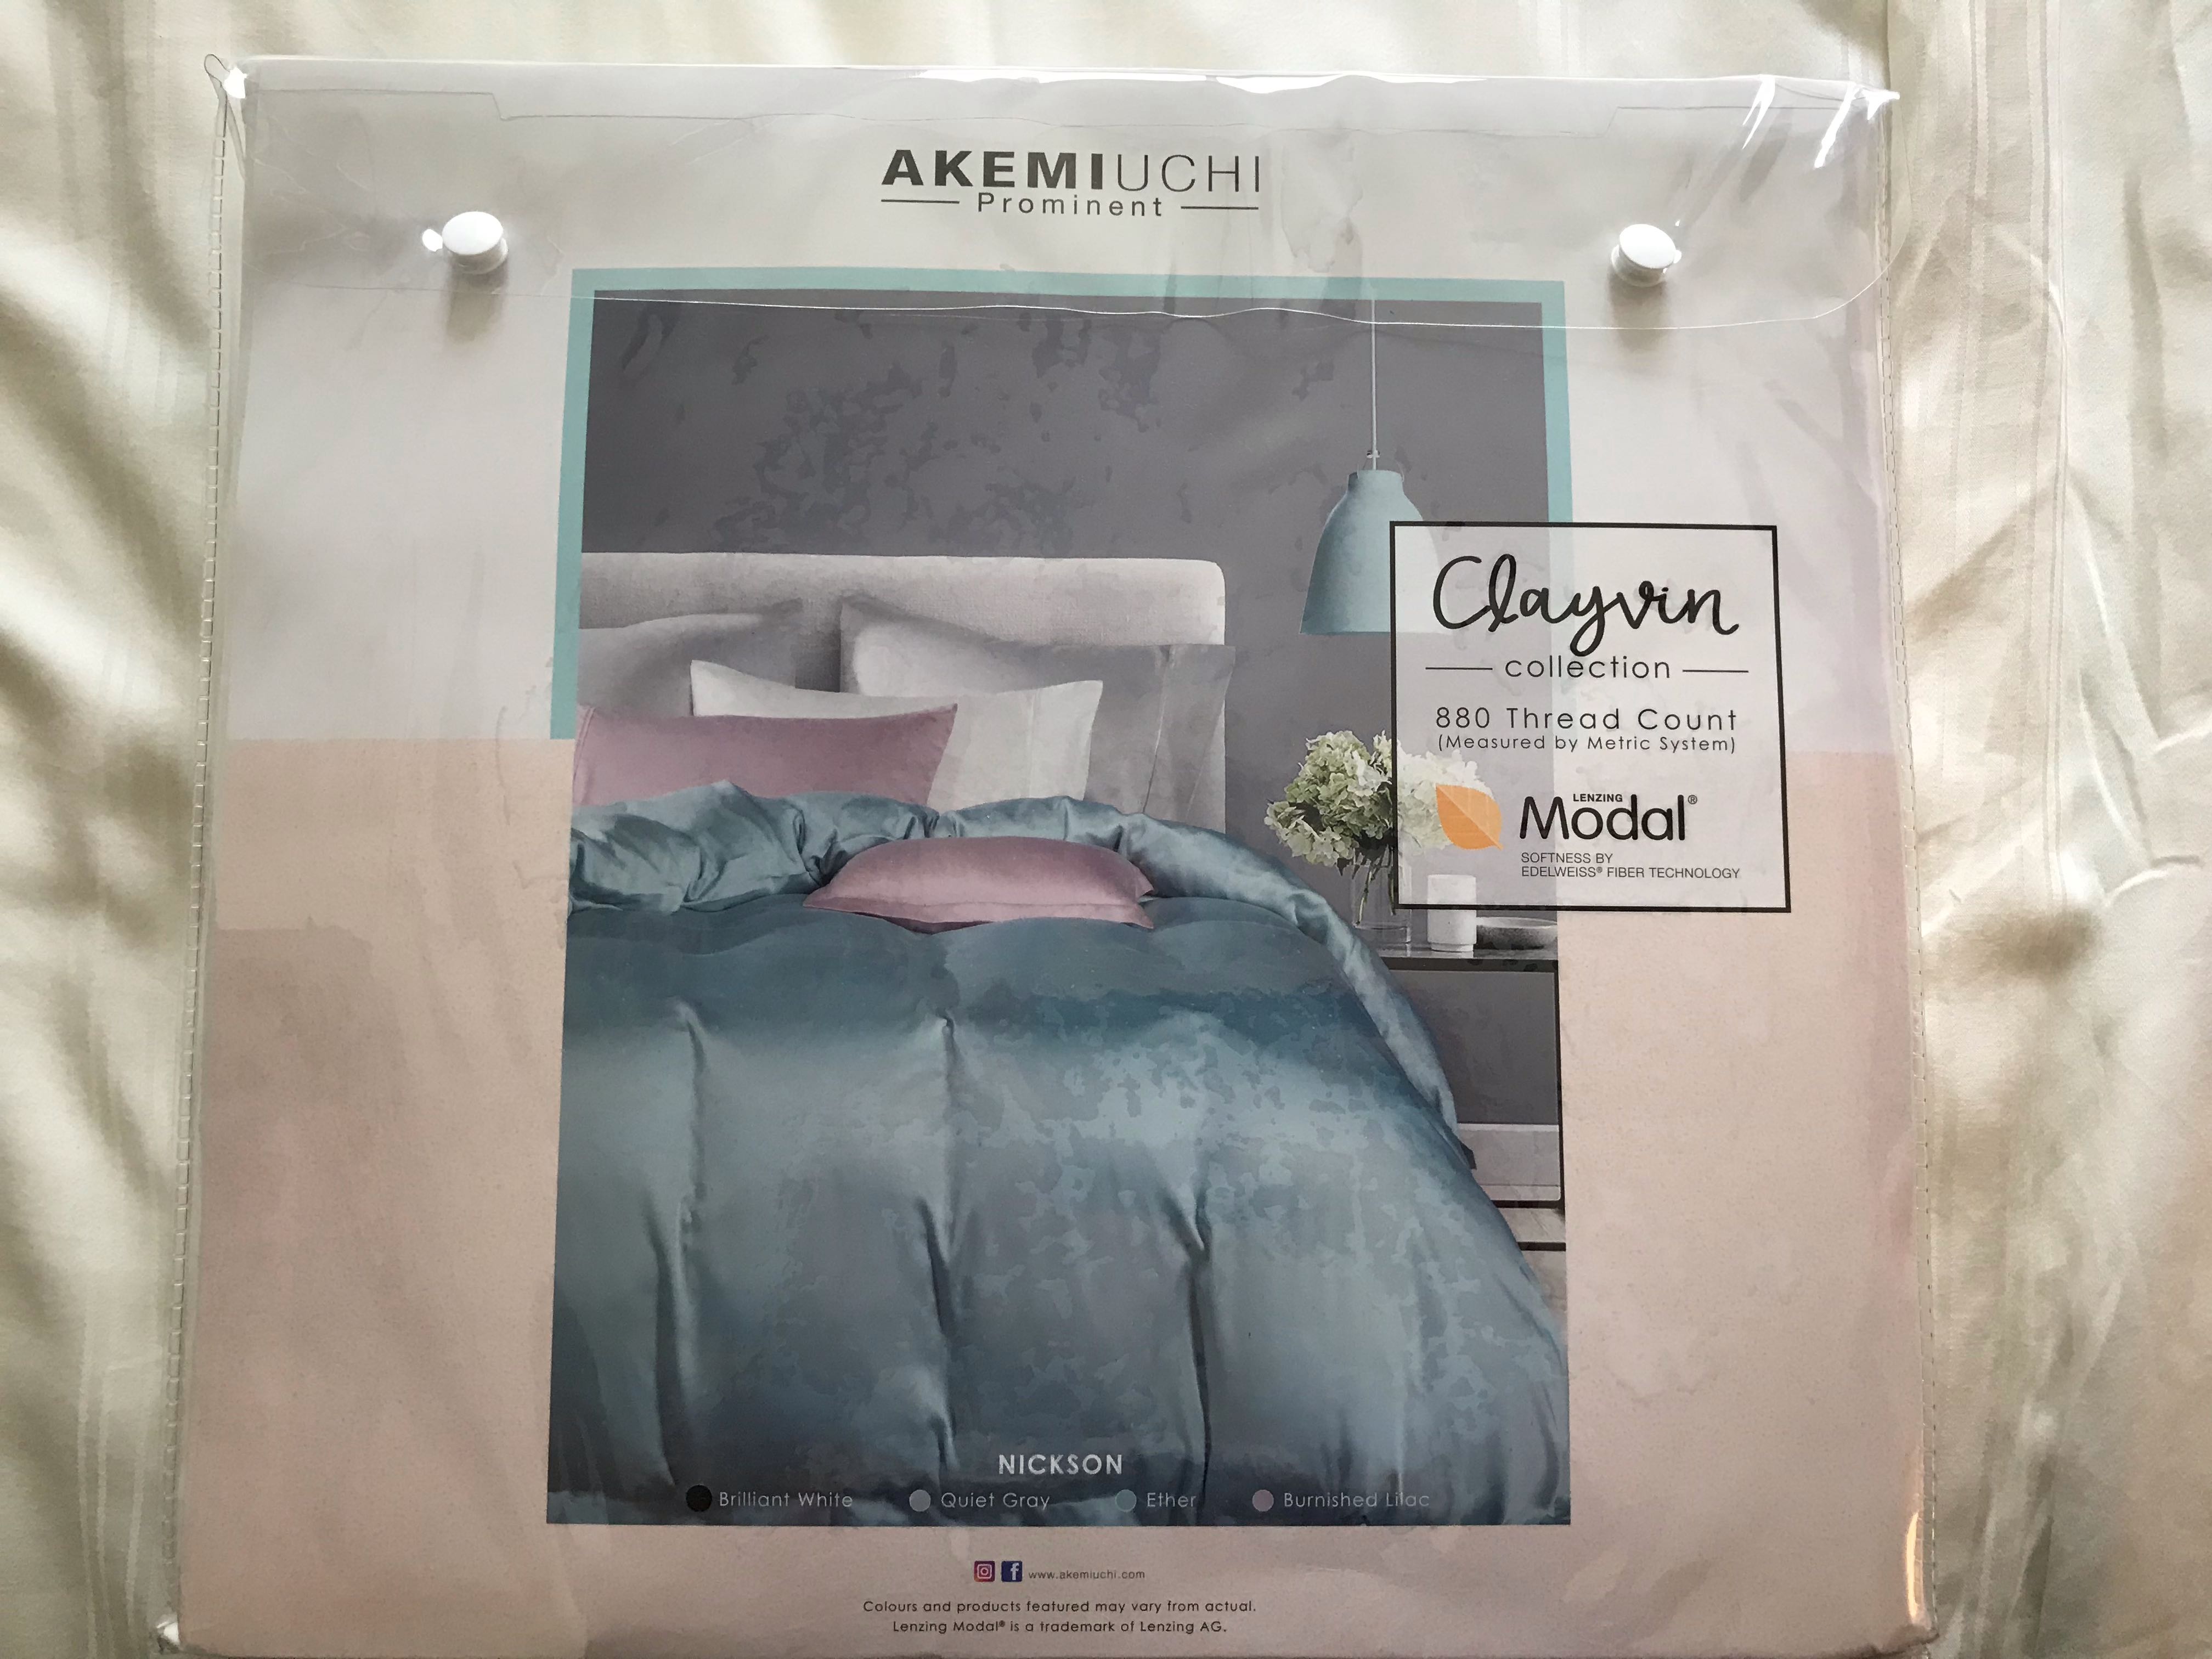 AKEMIUCHI
Prominent
Clayvin
collection
880 Thread Count
(Measured by Metric System)
LENZING
Modal®
SOFTNESS BY
EDELWEISS® FIBER TECHNOLOGY
NICKSON
Brilliant White Quiet Gray Ether Burnished Lilac
www.akemiuchi.com
Colours and products featured may vary from actual.
Lenzing Modal® is a trademark of Lenzing AG.